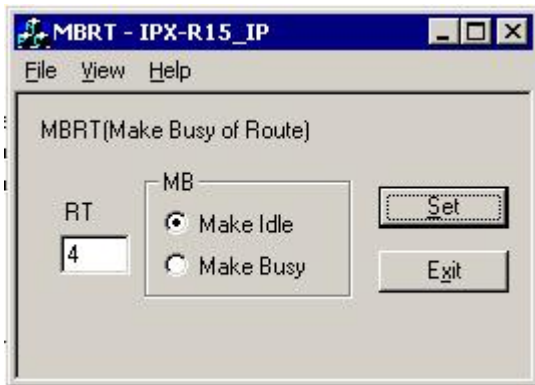 MBRT - IPX-R15_IP
File View Help
MBRT(Make Busy of Route)
RT
4
MB
Make Idle
Make Busy
Set
Exit